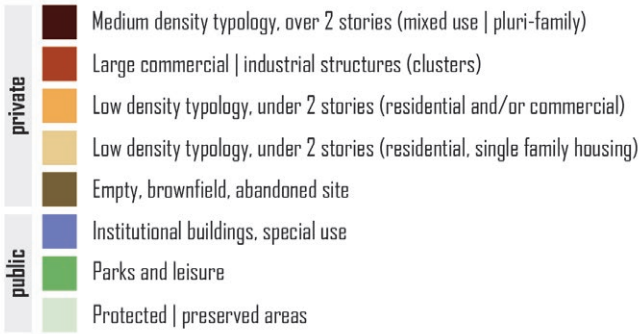 private
Medium density typology, over 2 stories (mixed use | pluri-family)
Large commercial | industrial structures (clusters)
Low density typology, under 2 stories (residential and/or commercial)
Low density typology, under 2 stories (residential, single family housing)
Empty, brownfield, abandoned site
public
Institutional buildings, special use
Parks and leisure
Protected | preserved areas